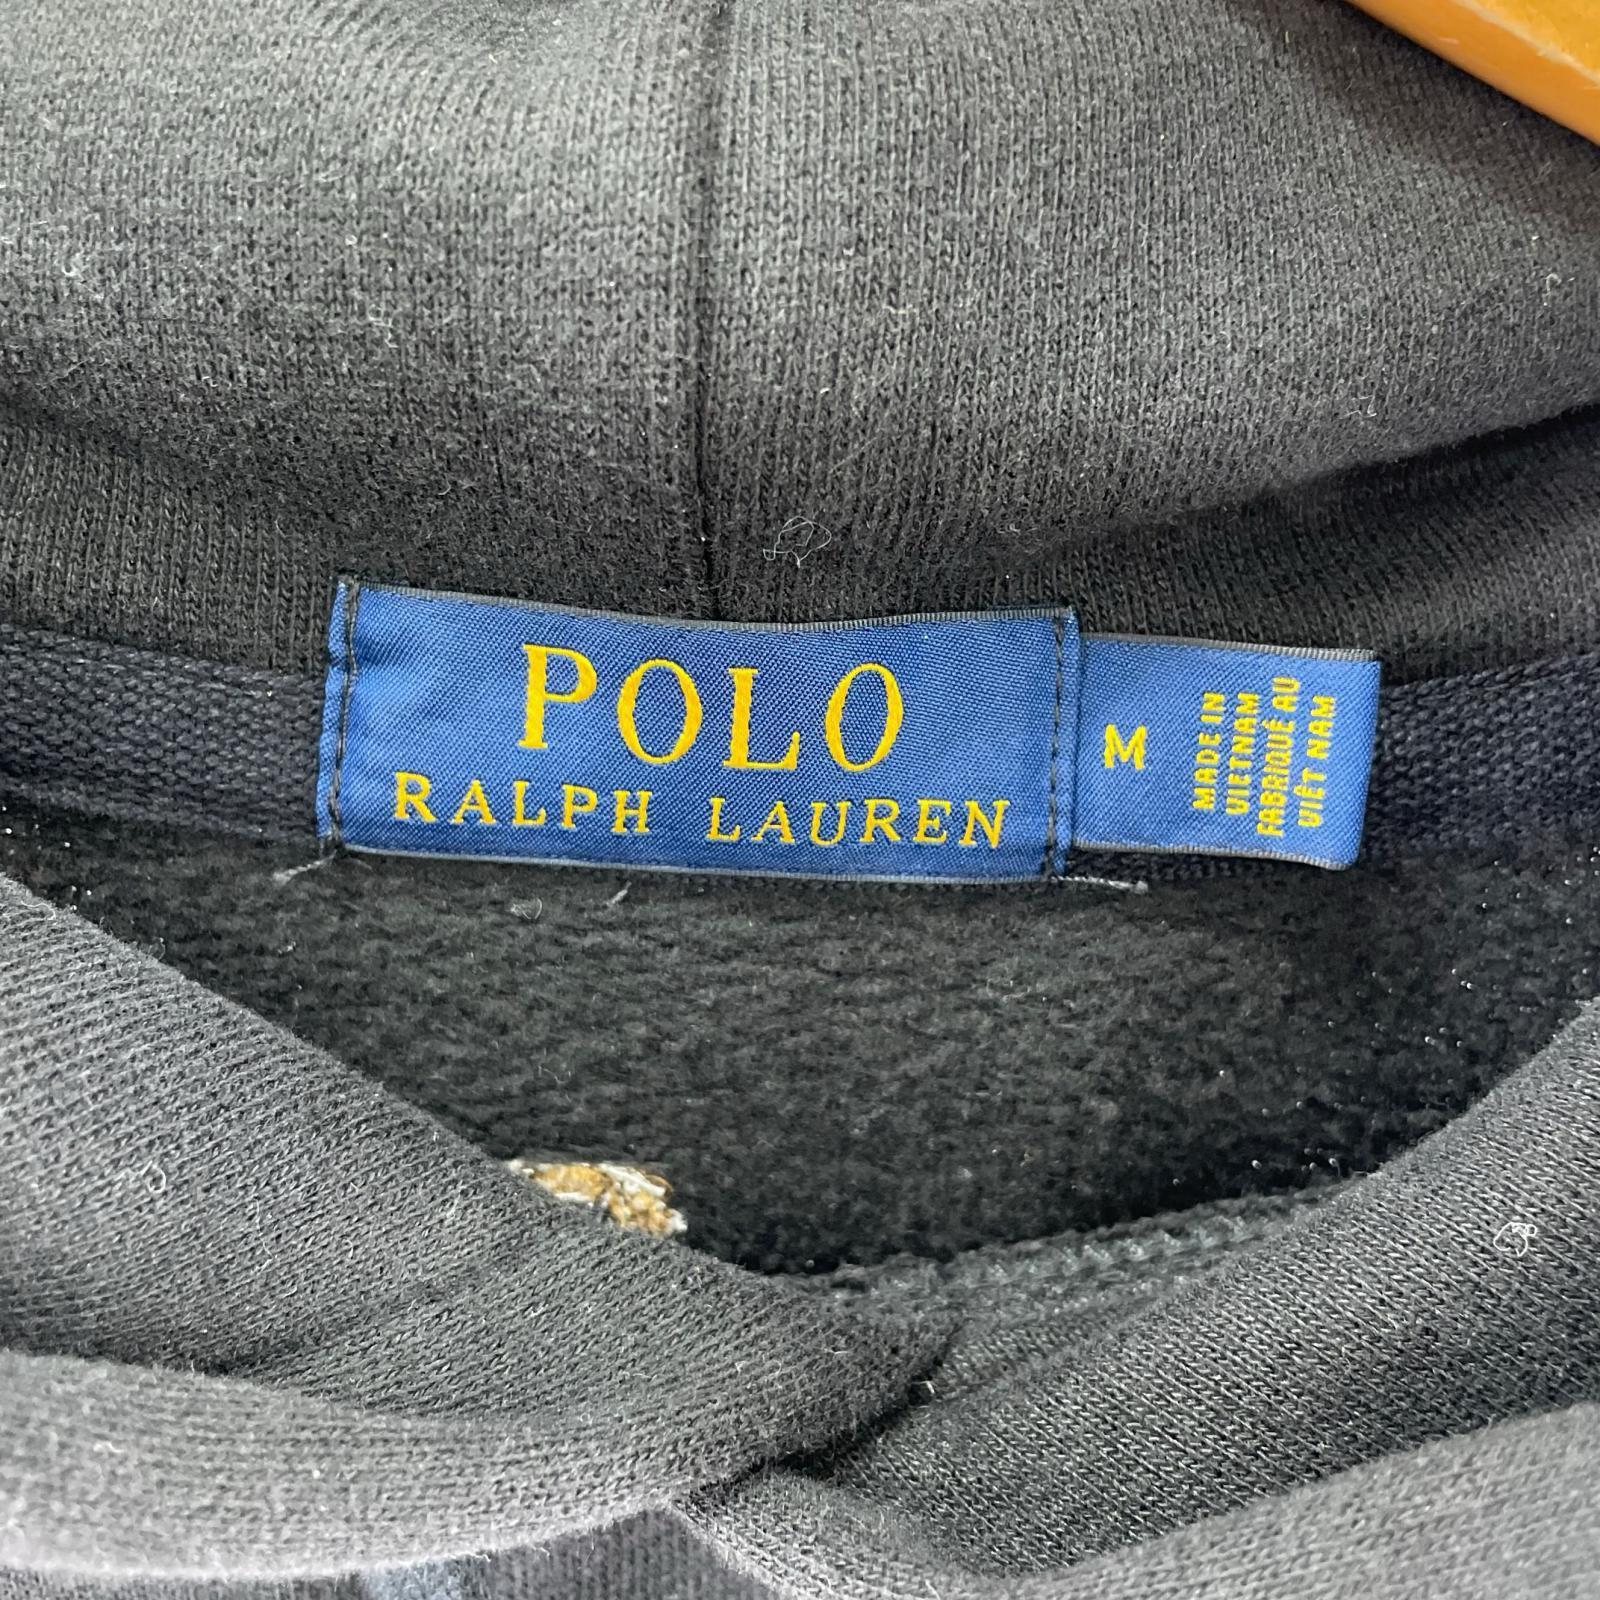 POLO
RALPH LAUREN
M
MADE IN
VIETNAM
FABRIQUÉ AU
VIÊT NAM